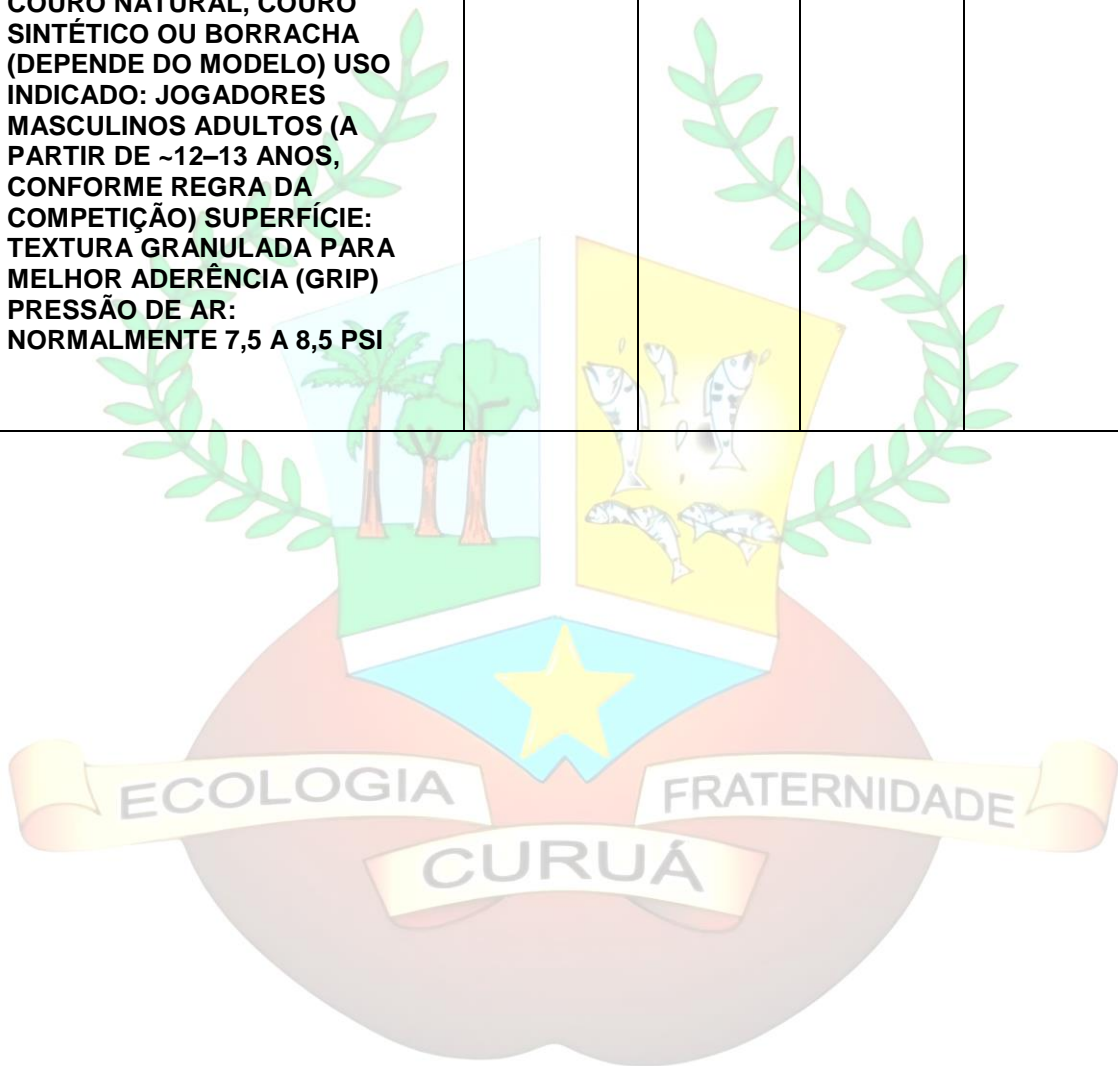 COURO NATURAL, COURO
SINTÉTICO OU BORRACHA
(DEPENDE DO MODELO) USO
INDICADO: JOGADORES
MASCULINOS ADULTOS (A
PARTIR DE ~12–13 ANOS,
CONFORME REGRA DA
COMPETIÇÃO) SUPERFÍCIE:
TEXTURA GRANULADA PARA
MELHOR ADERÊNCIA (GRIP)
PRESSÃO DE AR:
NORMALMENTE 7,5 A 8,5 PSI
ECOLOGIA
FRATERNIDADE
CURUÁ